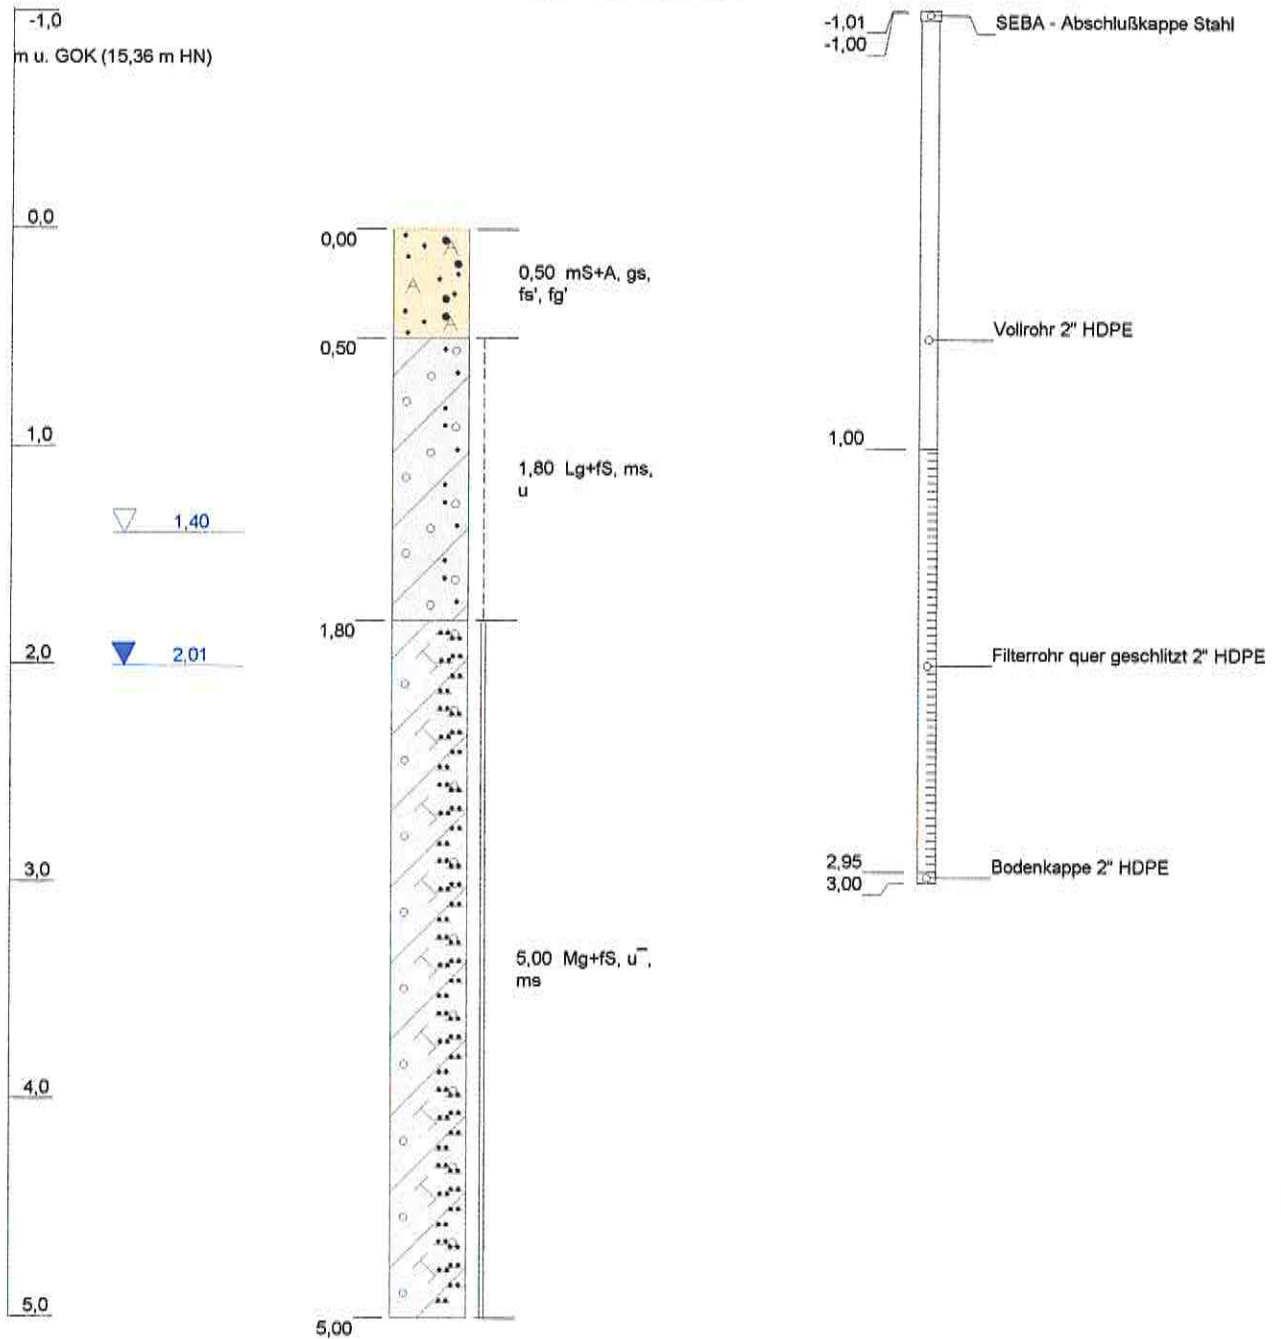 -1,0
m u. GOK (15,36 m HN)
0,0
1,0
1,40
2,0
2,01
3,0
4,0
5,0
0,00
0,50 mS+A, gs,
fs', fg'
0,50
1,80 Lg+fS, ms,
u
1,80
5,00 Mg+fS, u¯,
ms
5,00
A
A
A
-1,01
-1,00
SEBA - Abschlußkappe Stahl
Vollrohr 2" HDPE
1,00
Filterrohr quer geschlitzt 2" HDPE
2,95
3,00
Bodenkappe 2" HDPE